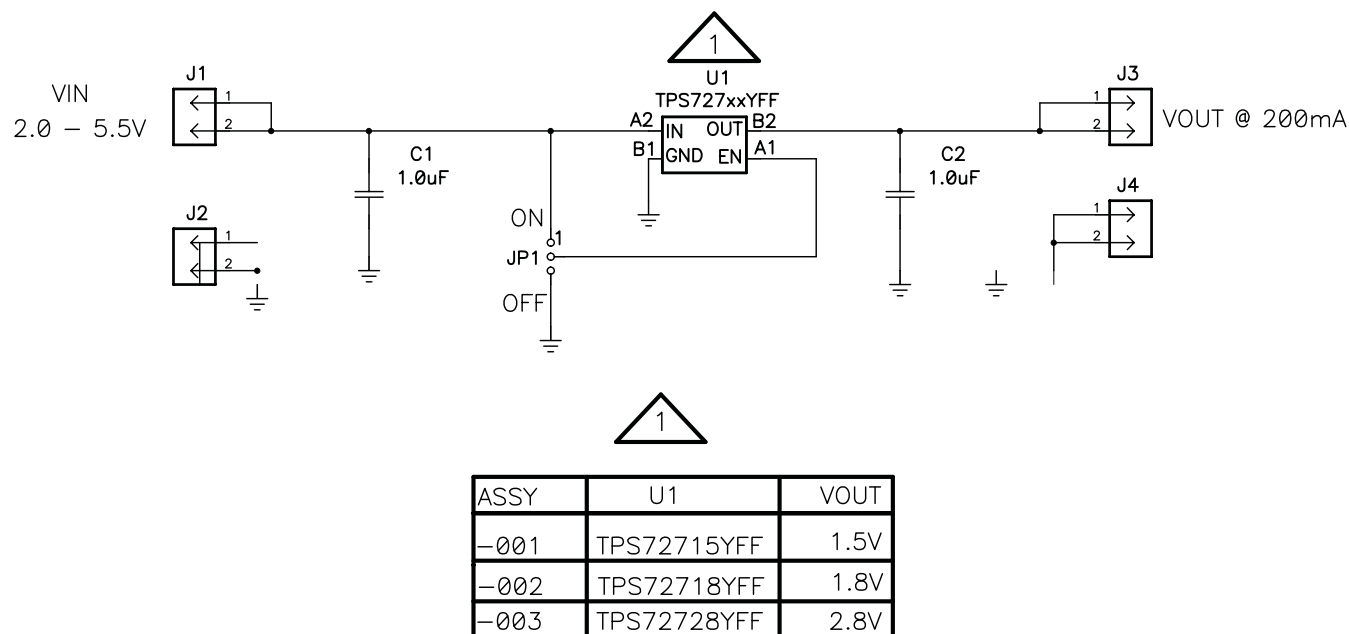 1
U1
TPS727xxYFF
J1
VIN
2.0 – 5.5V
1
2
A2
IN
OUT
B2
B1
GND
EN
A1
J3
1
2
VOUT @ 200mA
C1
1.0uF
C2
1.0uF
J2
1
2
ON
1
JP1
OFF
J4
1
2
1
ASSY U1 VOUT
–001 TPS72715YFF 1.5V
–002 TPS72718YFF 1.8V
–003 TPS72728YFF 2.8V